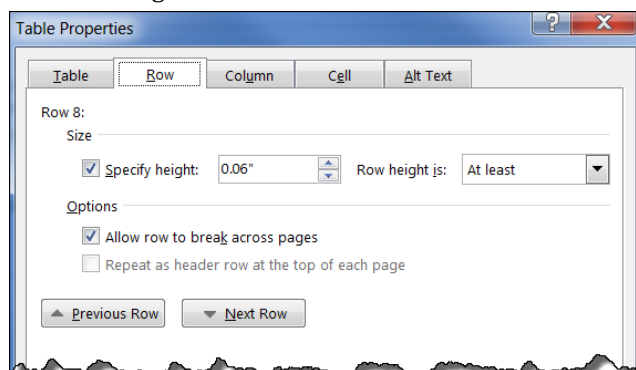 Table Properties
? X
Table Row Column Cell Alt Text
Row 8:
Size
Specify height: 0.06" Row height is: At least
Options
Allow row to break across pages
Repeat as header row at the top of each page
Previous Row Next Row